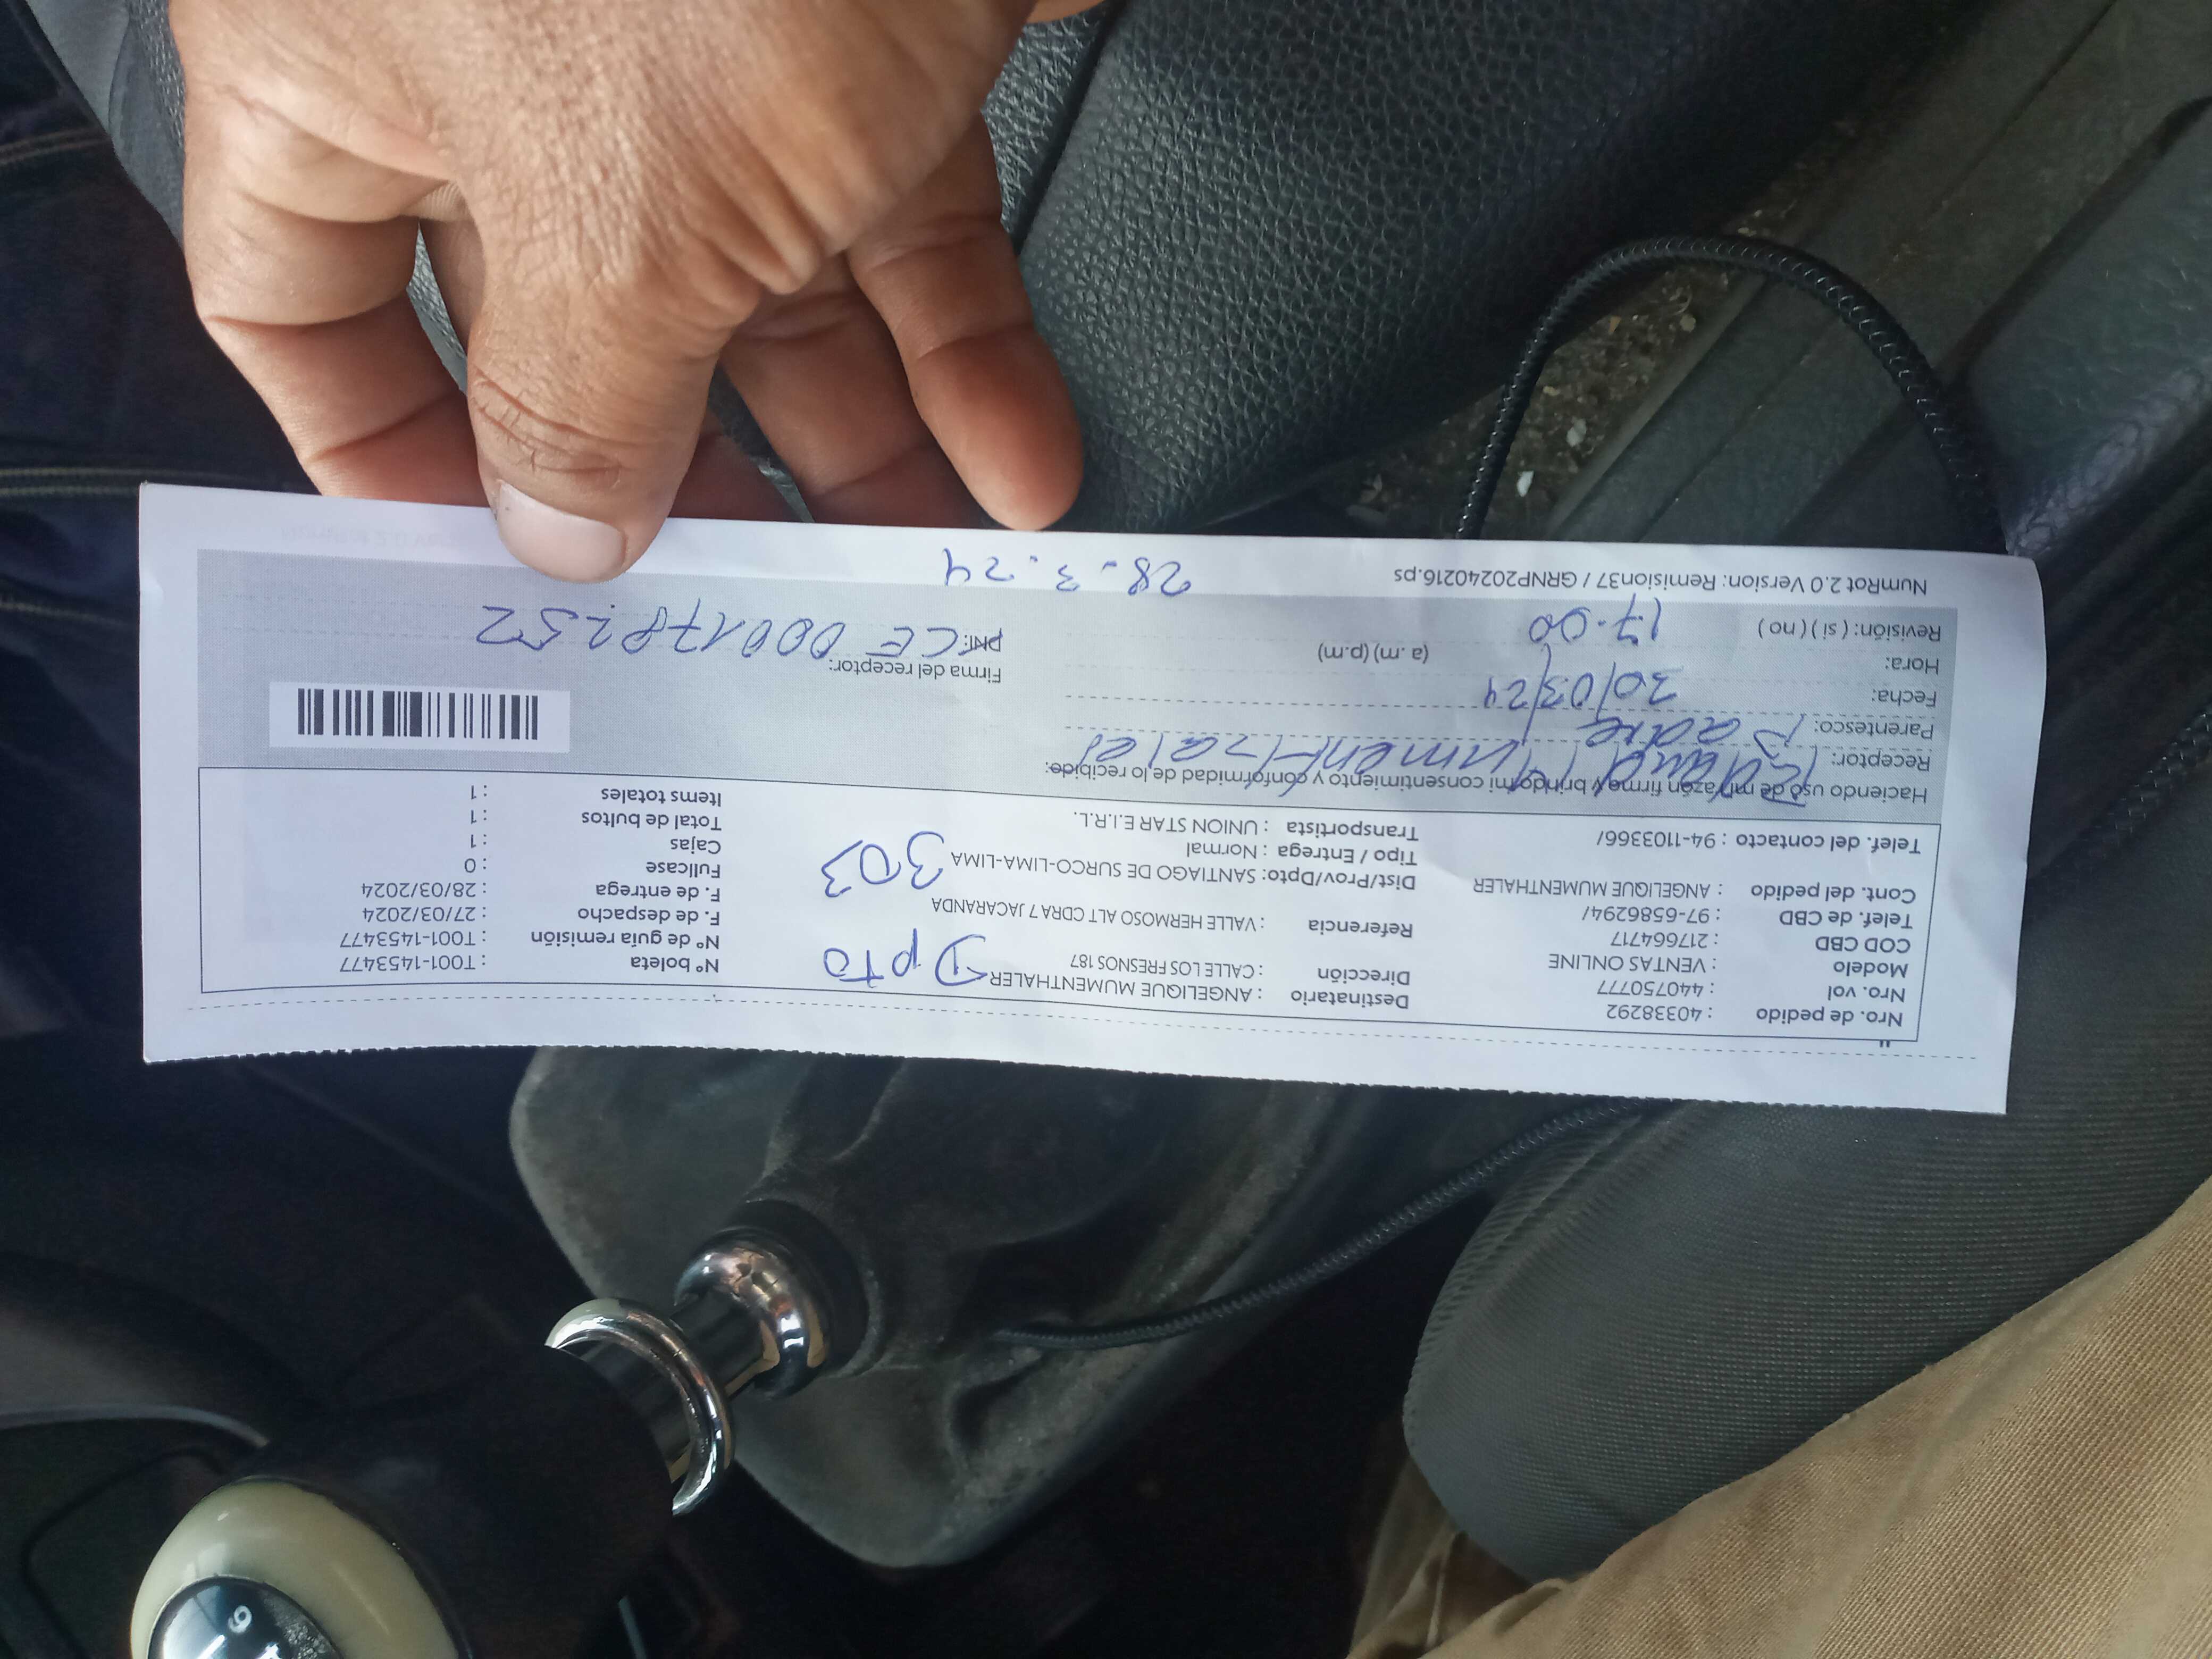 Nro. de pedido : 40338292
Nro. vol : 440750777
Modelo : VENTAS ONLINE
COD CBD : 217664717
Telef. de CBD : 97-6586294/
Cont. del pedido : ANGELIQUE MUMENTHALER
Telef. del contacto : 94-1103366/
Destinatario : ANGELIQUE MUMENTHALER
Dirección : CALLE LOS FRESNOS 187
Dpto
Referencia : VALLE HERMOSO ALT CDRA 7 JACARANDA
303
Dist/Prov/Dpto: SANTIAGO DE SURCO-LIMA-LIMA
Tipo / Entrega : Normal
Transportista : UNION STAR E.I.R.L.
N° boleta : T001-1453477
N° de guía remisión : T001-1453477
F. de despacho : 27/03/2024
F. de entrega : 28/03/2024
Fullcase : 0
Cajas : 1
Total de bultos : 1
Items totales : 1
Haciendo uso de mi razón firme y brindo mi consentimiento y conformidad de lo recibido:
Receptor:
Parentesco: Padre
Fecha: 30/03/24
Hora: 17.00 (a.m) (p.m)
Revisión: ( si ) ( no )
Firma del receptor:
DNI: CE 000178252
NumRot 2.0 Version: Remision37 / GRNP20240216.ps
28.3.24
6